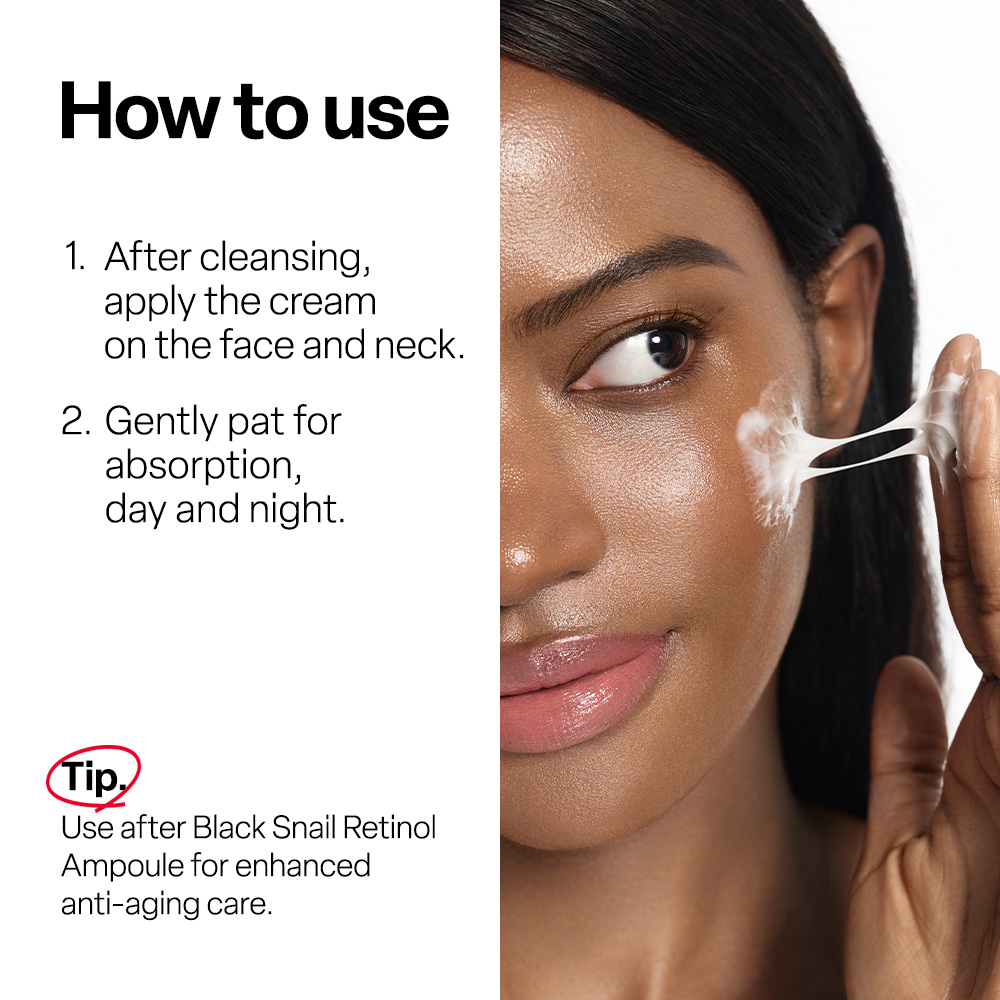 How to use
1. After cleansing,
apply the cream
on the face and neck.
2. Gently pat for
absorption,
day and night.
Tip.
Use after Black Snail Retinol
Ampoule for enhanced
anti-aging care.